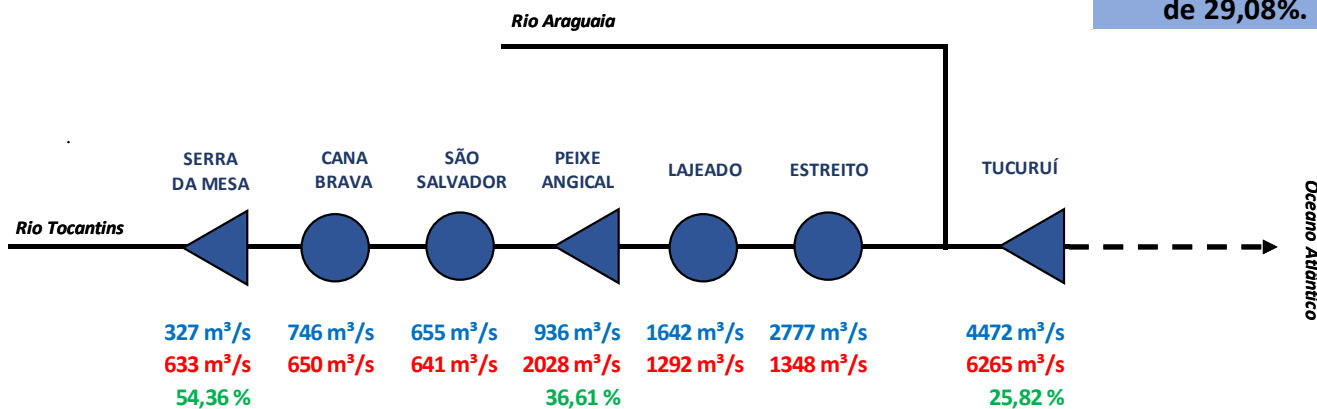 de 29,08%.
Rio Araguaia
SERRA
DA MESA
CANA
BRAVA
SÃO
SALVADOR
PEIXE
ANGICAL
LAJEADO
ESTREITO
TUCURUÍ
Rio Tocantins
Oceano Atlântico
327 m³/s 746 m³/s 655 m³/s 936 m³/s 1642 m³/s 2777 m³/s 4472 m³/s
633 m³/s 650 m³/s 641 m³/s 2028 m³/s 1292 m³/s 1348 m³/s 6265 m³/s
54,36 % 36,61 % 25,82 %